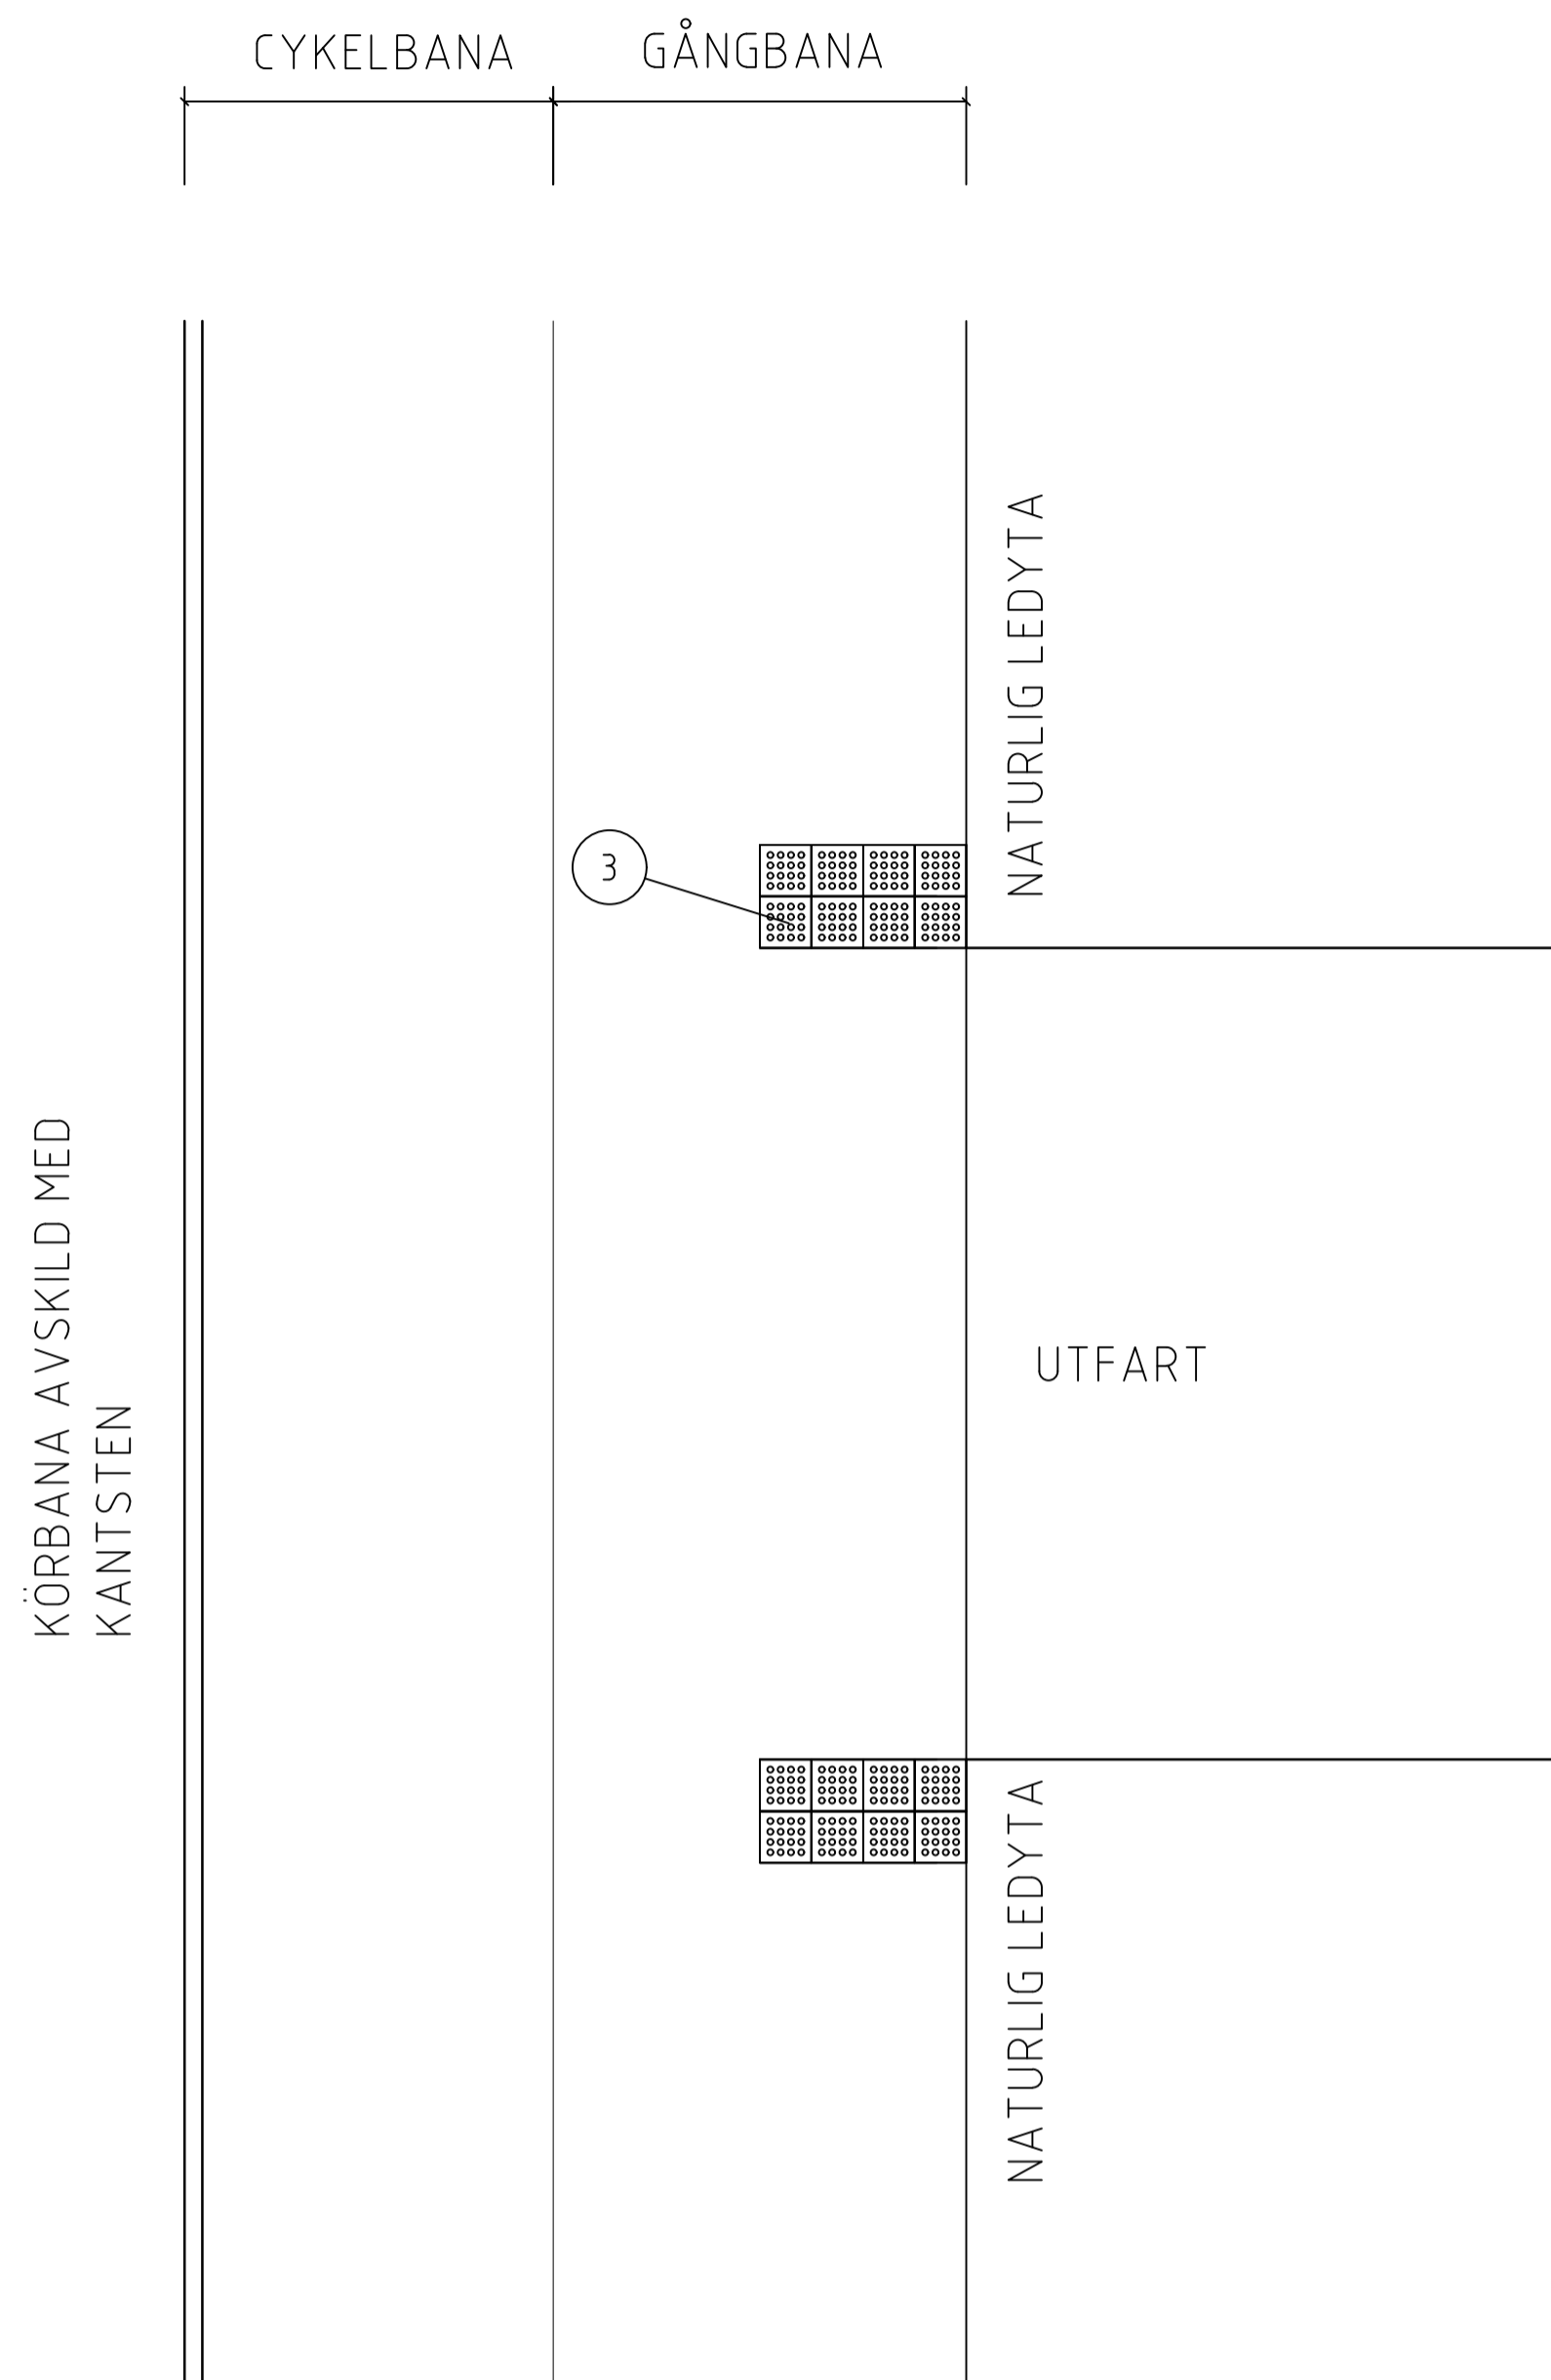 CYKELBANA
GÅNGBANA
NATURLIG LEDYTA
3
KÖRBANA AVSKILD MED
KANTSTEN
UTFART
NATURLIG LEDYTA